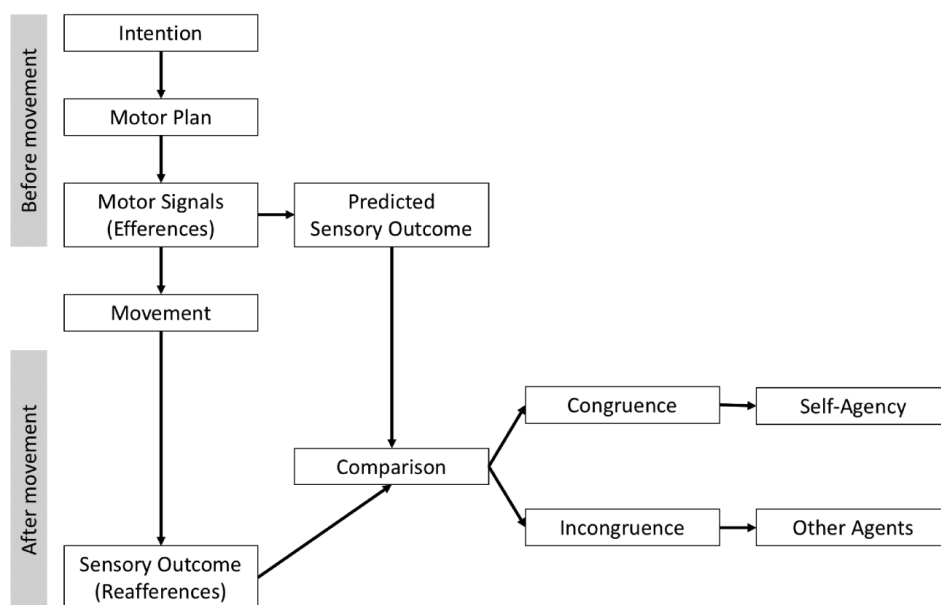 Before movement
Intention
Motor Plan
Motor Signals
(Efferences)
Predicted
Sensory Outcome
Movement
After movement
Congruence
Self-Agency
Comparison
Incongruence
Other Agents
Sensory Outcome
(Reafferences)